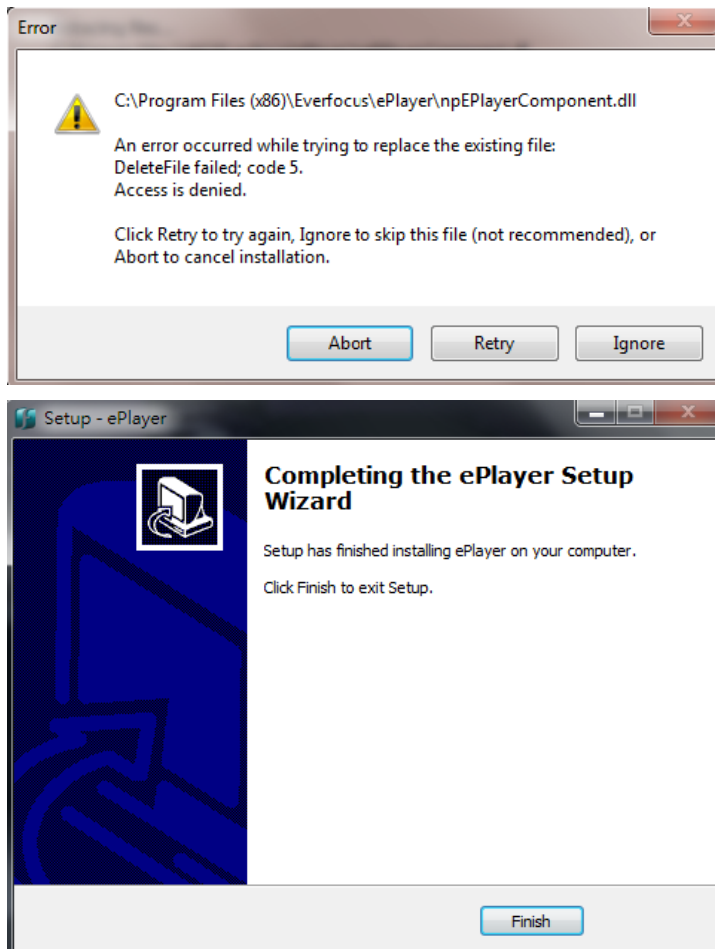 Error
C:\Program Files (x86)\Everfocus\ePlayer\npEPlayerComponent.dll
An error occurred while trying to replace the existing file:
DeleteFile failed; code 5.
Access is denied.
Click Retry to try again, Ignore to skip this file (not recommended), or
Abort to cancel installation.
Abort Retry Ignore
Setup - ePlayer
Completing the ePlayer Setup
Wizard
Setup has finished installing ePlayer on your computer.
Click Finish to exit Setup.
Finish